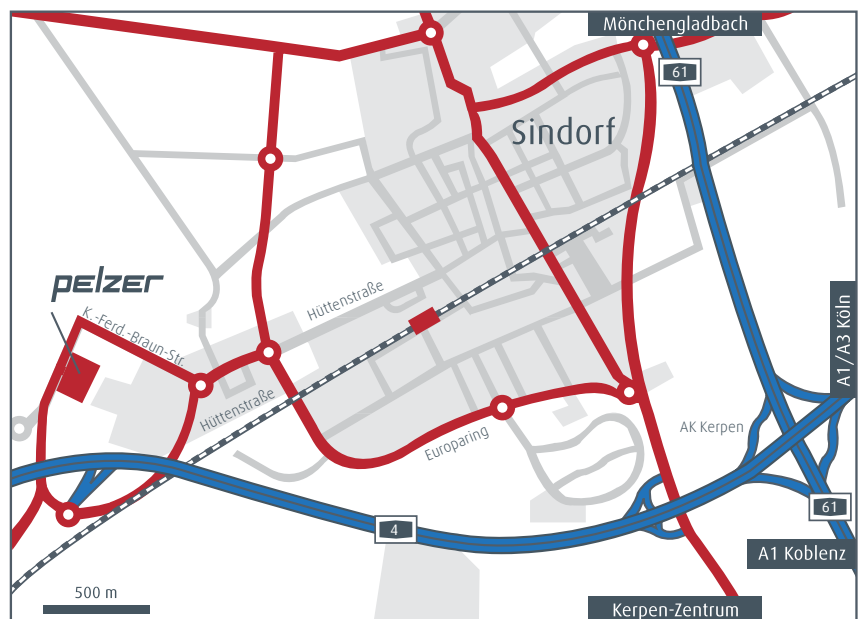 Mönchengladbach
61
Sindorf
pelzer
Hüttenstraße
K.-Ferd.-Braun-Str.
A1/A3 Köln
Hüttenstraße
Europaring
AK Kerpen
61
4
A1 Koblenz
500 m
Kerpen-Zentrum